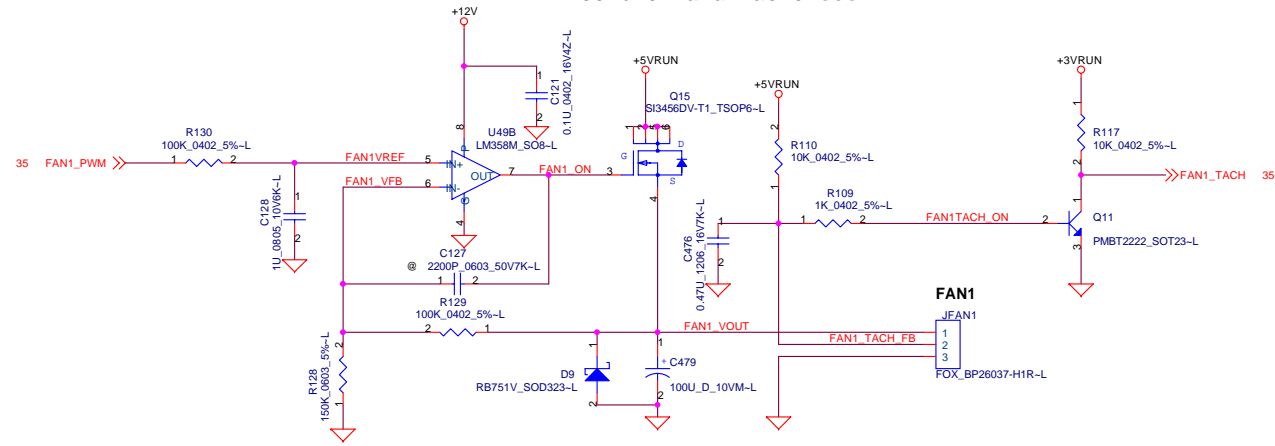 +12V
1
2
C121
0.1U_0402_16V4Z~L
+5VRUN
Q15
SI3456DV-T1_TSOP6~L
1
2
5
6
D
G
S
3
4
+5VRUN
2
R110
10K_0402_5%~L
1
+3VRUN
1
R117
10K_0402_5%~L
2
R130
100K_0402_5%~L
35 FAN1_PWM
1
2
FAN1VREF
FAN1_VFB
8
U49B
LM358M_SO8~L
5
IN+
P
6
IN-
OUT
7
FAN1_ON
G
4
1
2
C128
1U_0805_10V6K~L
C127
@ 2200P_0603_50V7K~L
1
2
R129
100K_0402_5%~L
2
1
2
R128
150K_0603_5%~L
1
1
D9
RB751V_SOD323~L
2
1
+
C479
100U_D_10VM~L
2
FAN1_VOUT
1
2
C476
0.47U_1206_16V7K~L
R109
1K_0402_5%~L
1
2
FAN1TACH_ON
2
1
Q11
PMBT2222_SOT23~L
3
FAN1_TACH 35
FAN1
JFAN1
1
2
3
FAN1_TACH_FB
FOX_BP26037-H1R~L